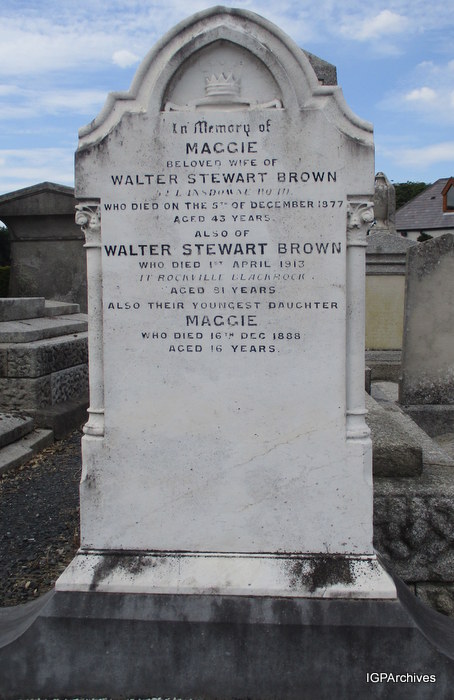 In Memory of
MAGGIE
BELOVED WIFE OF
WALTER STEWART BROWN
LANSDOWNE ROAD
WHO DIED ON THE 5TH OF DECEMBER 1877
AGED 43 YEARS.
ALSO OF
WALTER STEWART BROWN
WHO DIED 1ST APRIL 1913
AT ROCKVILLE BLACKROCK
AGED 81 YEARS
ALSO THEIR YOUNGEST DAUGHTER
MAGGIE
WHO DIED 16TH DEC 1888
AGED 16 YEARS.
IGPArchives